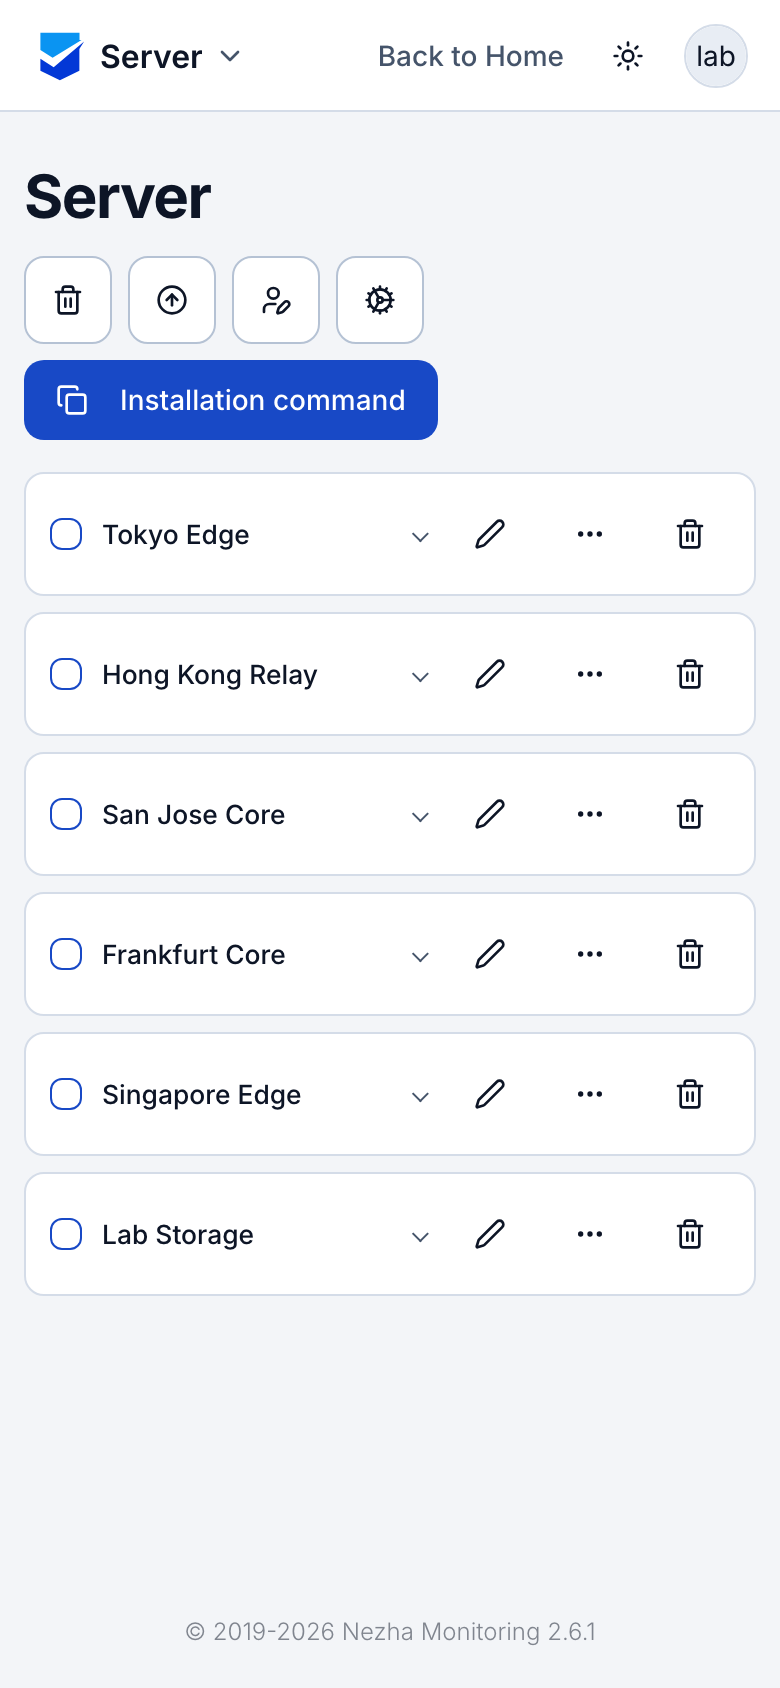 Server
Back to Home
lab
Server
Installation command
Tokyo Edge
Hong Kong Relay
San Jose Core
Frankfurt Core
Singapore Edge
Lab Storage
© 2019-2026 Nezha Monitoring 2.6.1